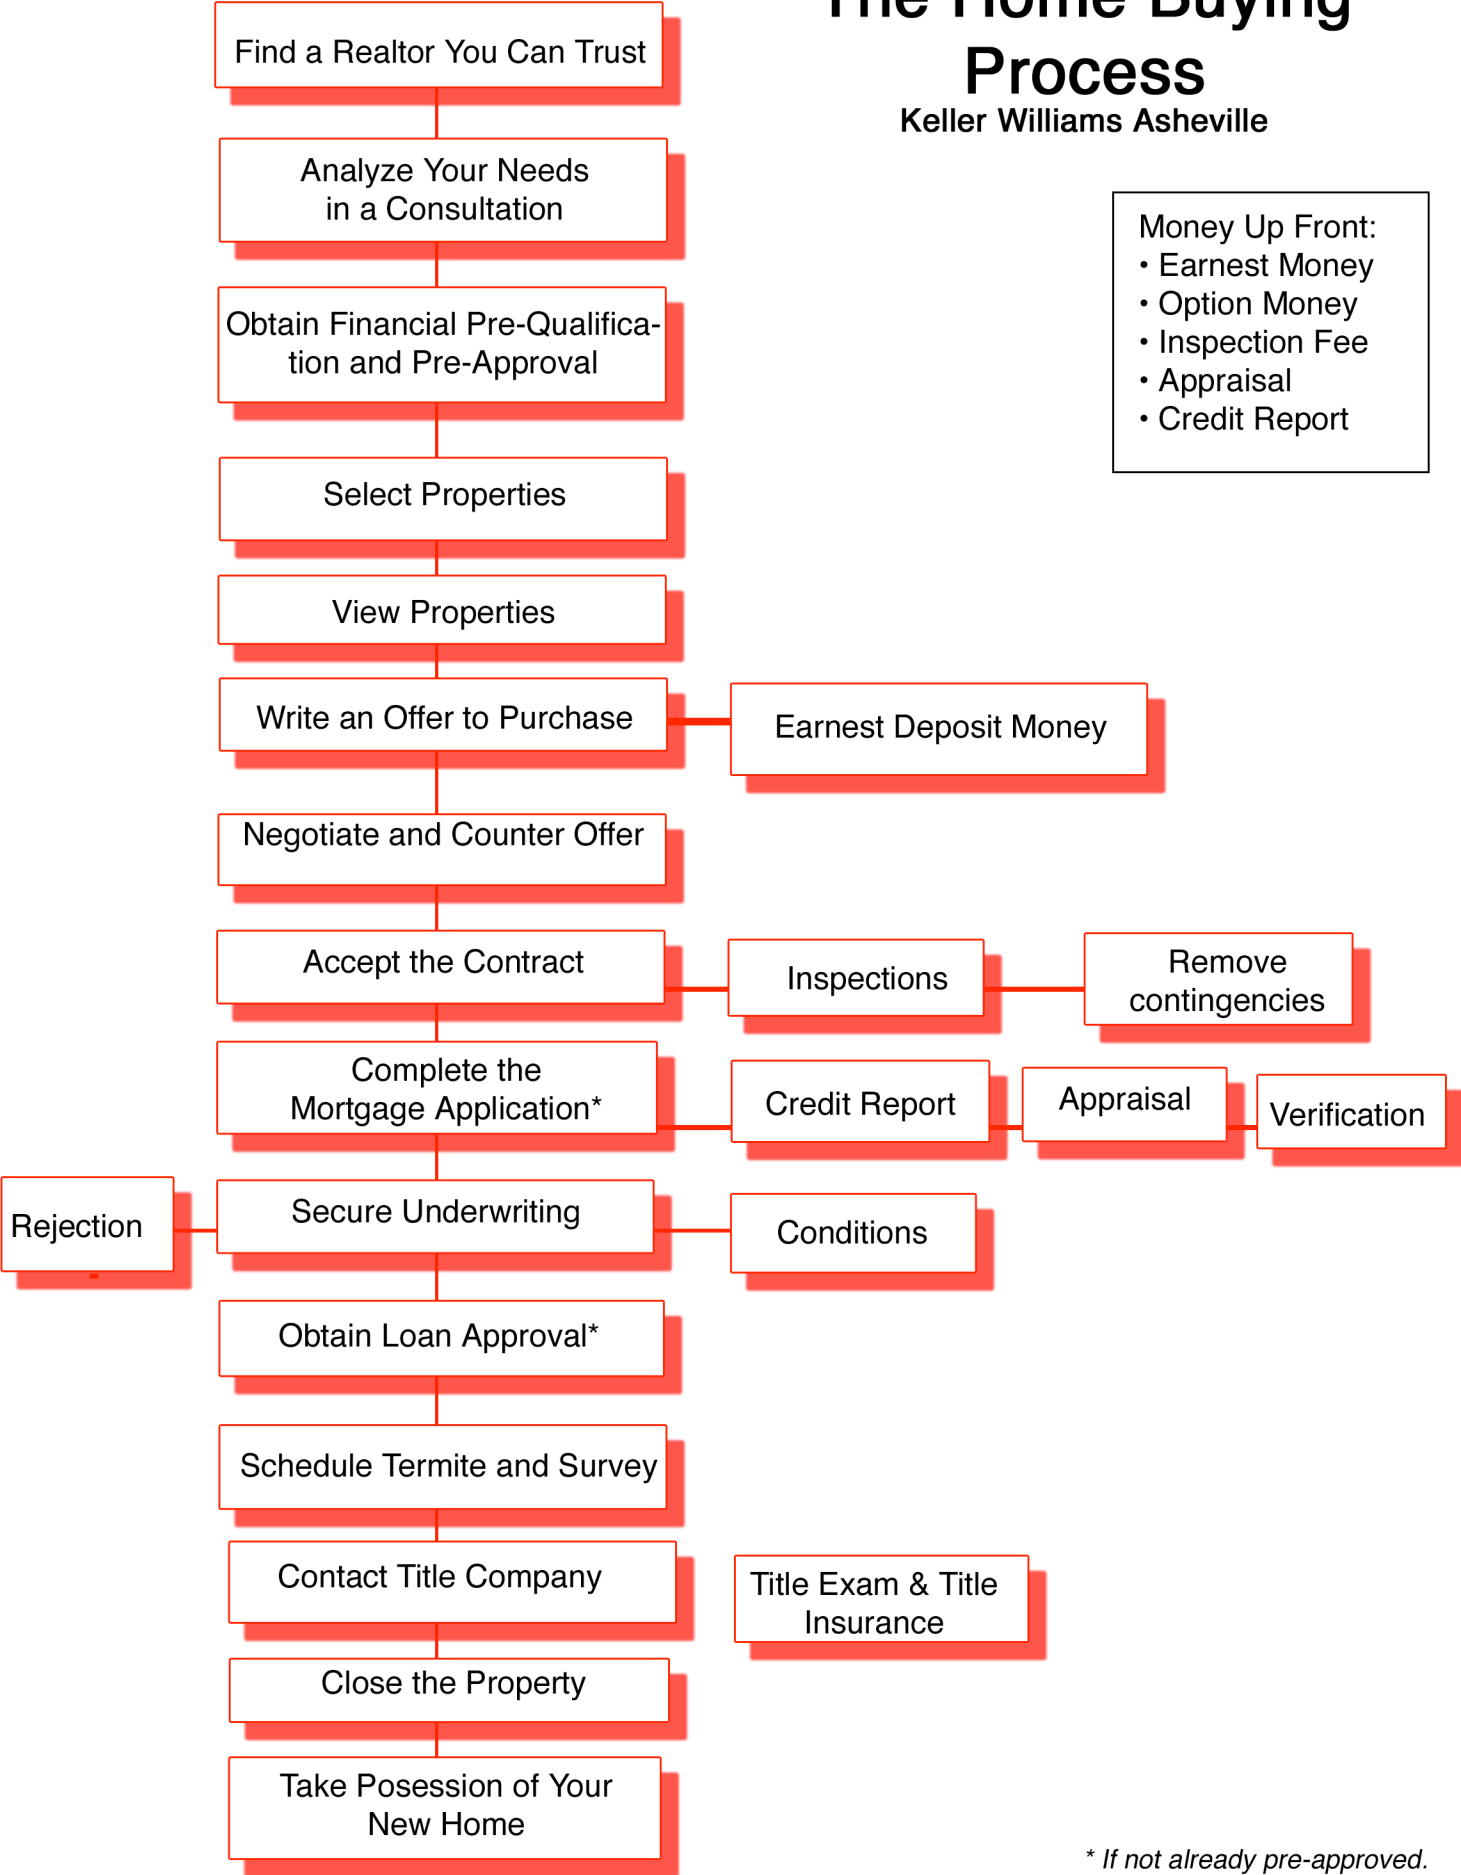 The Home Buying
Process
Keller Williams Asheville
Find a Realtor You Can Trust
Analyze Your Needs
in a Consultation
Money Up Front:
• Earnest Money
• Option Money
• Inspection Fee
• Appraisal
• Credit Report
Obtain Financial Pre-Qualifica-
tion and Pre-Approval
Select Properties
View Properties
Write an Offer to Purchase
Earnest Deposit Money
Negotiate and Counter Offer
Accept the Contract
Inspections
Remove
contingencies
Complete the
Mortgage Application*
Credit Report
Appraisal
Verification
Rejection
Secure Underwriting
Conditions
Obtain Loan Approval*
Schedule Termite and Survey
Contact Title Company
Title Exam & Title
Insurance
Close the Property
Take Posession of Your
New Home
* If not already pre-approved.